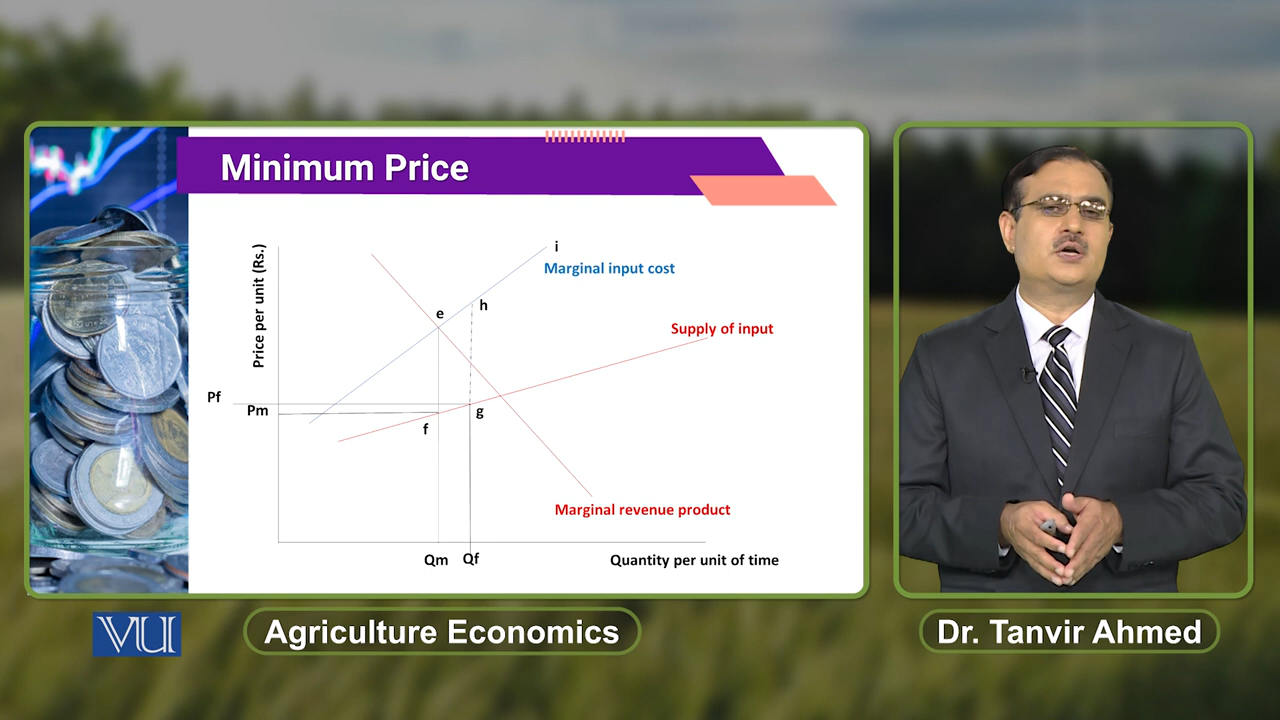 Minimum Price
Price per unit (Rs.)
i
Marginal input cost
h
e
Supply of input
Pf
Pm
g
f
Marginal revenue product
Qm
Qf
Quantity per unit of time
VU
Agriculture Economics
Dr. Tanvir Ahmed